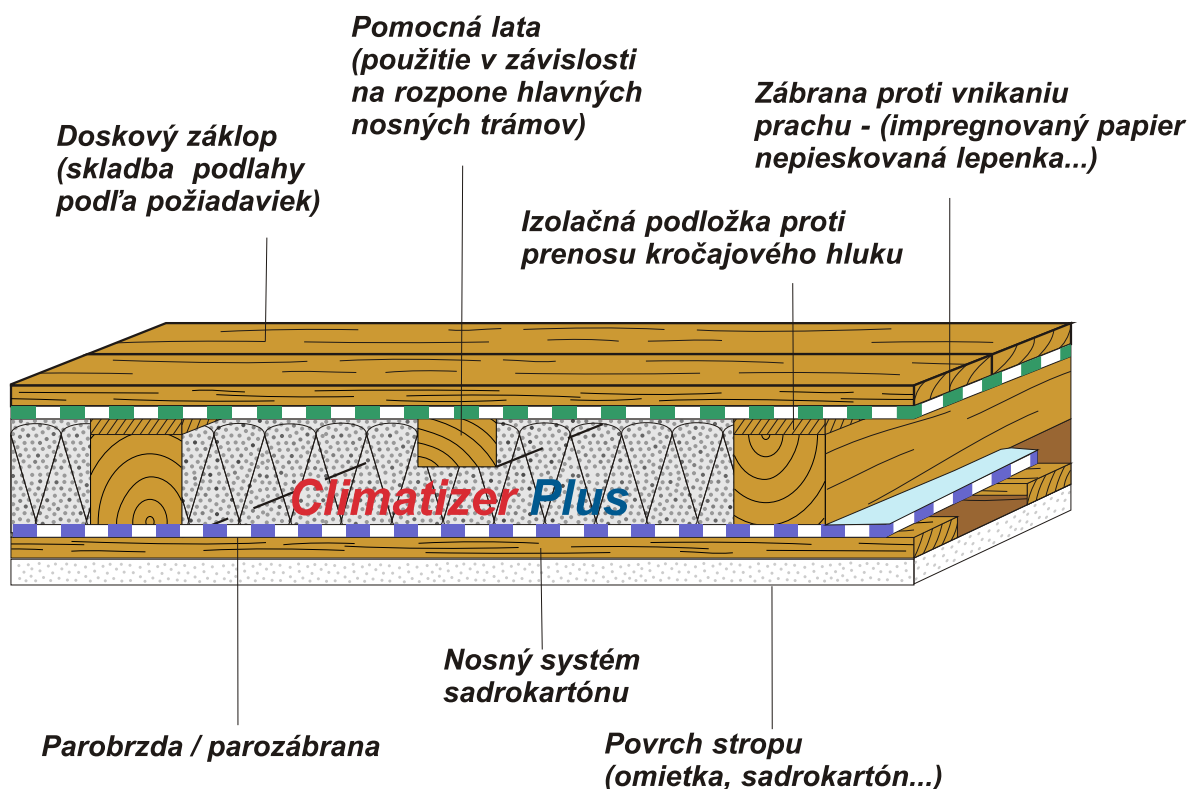 Pomocná lata
(použitie v závislosti
na rozpone hlavných
nosných trámov)
Zábrana proti vnikaniu
prachu - (impregnovaný papier
nepieskovaná lepenka...)
Doskový záklop
(skladba podlahy
podľa požiadaviek)
Izolačná podložka proti
prenosu kročajového hluku
Climatizer Plus
Nosný systém
sadrokartónu
Parobrzda / parozábrana
Povrch stropu
(omietka, sadrokartón...)